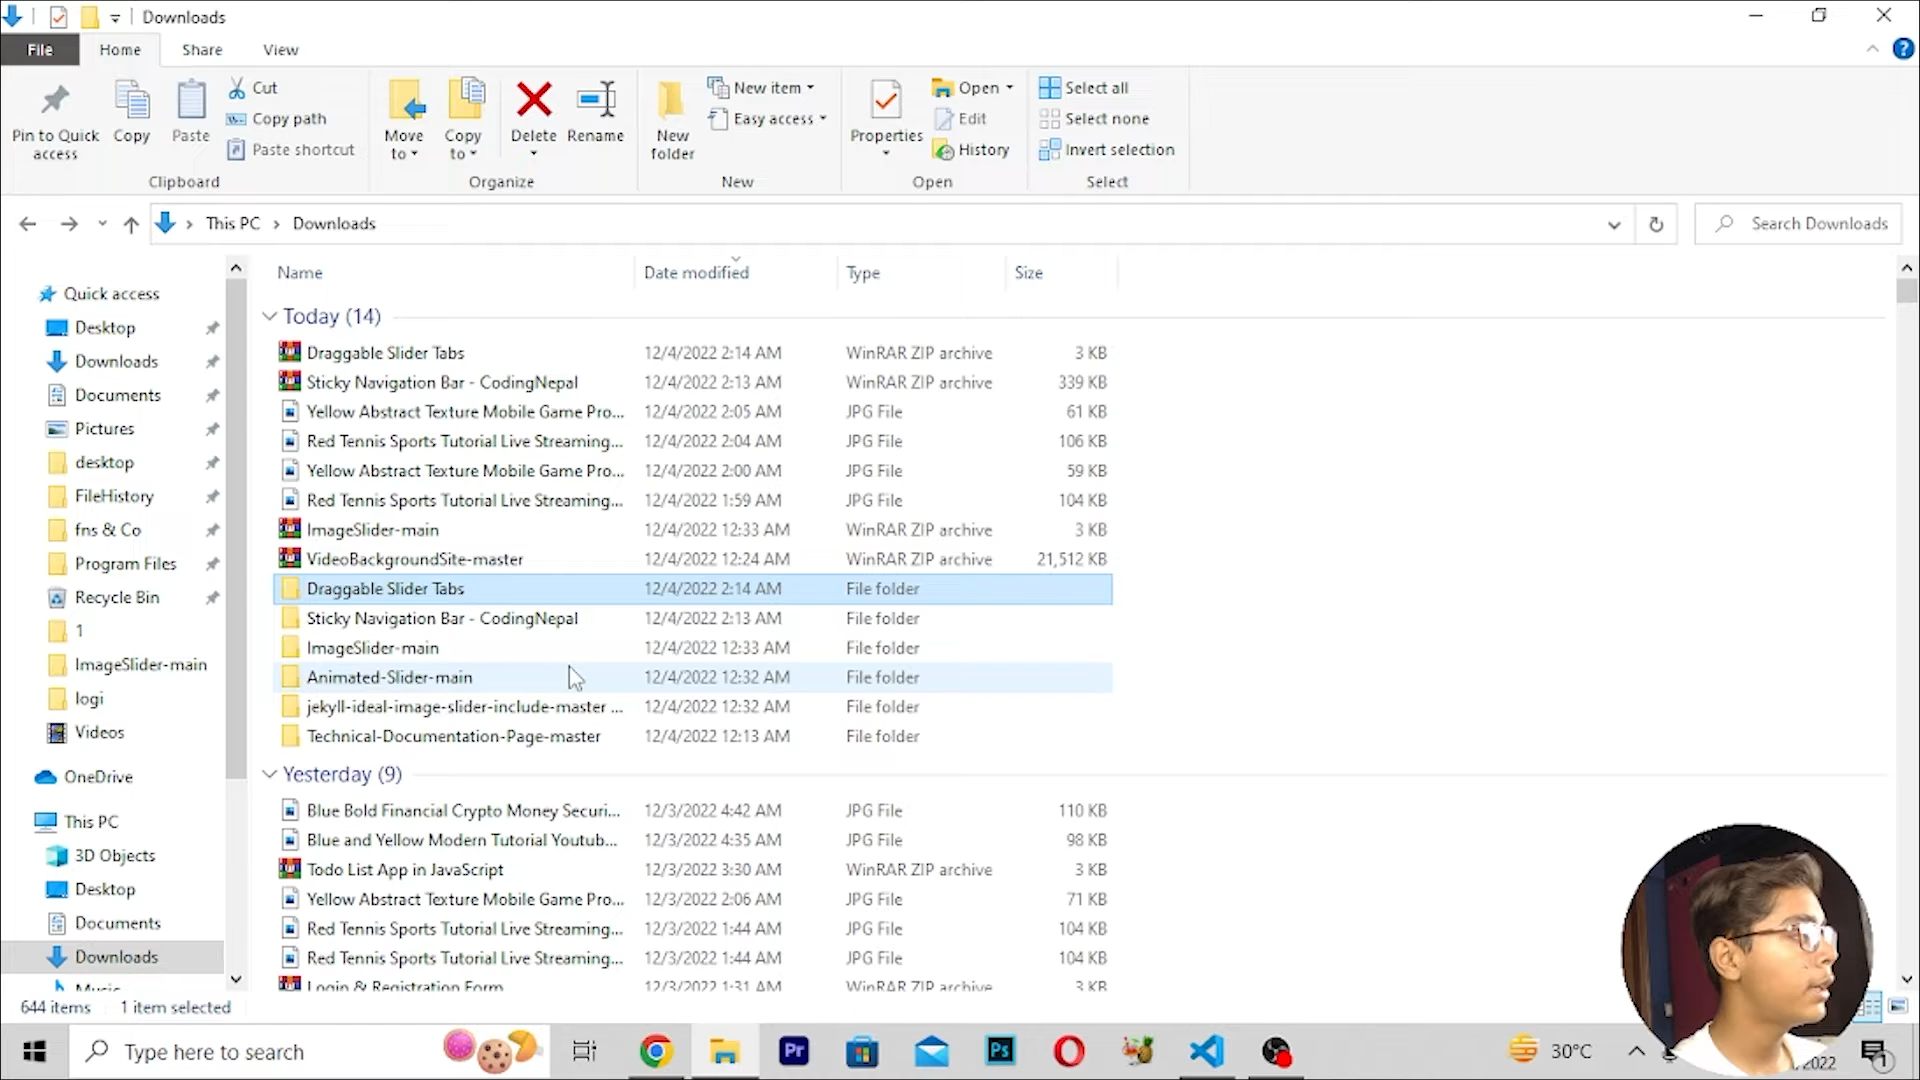 Downloads
File Home Share View
Pin to Quick access
Copy
Paste
Cut
Copy path
Paste shortcut
Clipboard
Move to
Copy to
Delete
Rename
Organize
New folder
New item
Easy access
New
Properties
Open
Edit
History
Open
Select all
Select none
Invert selection
Select
This PC > Downloads
Search Downloads
Quick access
Desktop
Downloads
Documents
Pictures
desktop
FileHistory
fns & Co
Program Files
Recycle Bin
1
ImageSlider-main
logi
Videos
OneDrive
This PC
3D Objects
Desktop
Documents
Downloads
Music
Name Date modified Type Size
Today (14)
Draggable Slider Tabs 12/4/2022 2:14 AM WinRAR ZIP archive 3 KB
Sticky Navigation Bar - CodingNepal 12/4/2022 2:13 AM WinRAR ZIP archive 339 KB
Yellow Abstract Texture Mobile Game Pro... 12/4/2022 2:05 AM JPG File 61 KB
Red Tennis Sports Tutorial Live Streaming... 12/4/2022 2:04 AM JPG File 106 KB
Yellow Abstract Texture Mobile Game Pro... 12/4/2022 2:00 AM JPG File 59 KB
Red Tennis Sports Tutorial Live Streaming... 12/4/2022 1:59 AM JPG File 104 KB
ImageSlider-main 12/4/2022 12:33 AM WinRAR ZIP archive 3 KB
VideoBackgroundSite-master 12/4/2022 12:24 AM WinRAR ZIP archive 21,512 KB
Draggable Slider Tabs 12/4/2022 2:14 AM File folder
Sticky Navigation Bar - CodingNepal 12/4/2022 2:13 AM File folder
ImageSlider-main 12/4/2022 12:33 AM File folder
Animated-Slider-main 12/4/2022 12:32 AM File folder
jekyll-ideal-image-slider-include-master ... 12/4/2022 12:32 AM File folder
Technical-Documentation-Page-master 12/4/2022 12:13 AM File folder
Yesterday (9)
Blue Bold Financial Crypto Money Securi... 12/3/2022 4:42 AM JPG File 110 KB
Blue and Yellow Modern Tutorial Youtub... 12/3/2022 4:35 AM JPG File 98 KB
Todo List App in JavaScript 12/3/2022 3:30 AM WinRAR ZIP archive 3 KB
Yellow Abstract Texture Mobile Game Pro... 12/3/2022 2:06 AM JPG File 71 KB
Red Tennis Sports Tutorial Live Streaming... 12/3/2022 1:44 AM JPG File 104 KB
Red Tennis Sports Tutorial Live Streaming... 12/3/2022 1:44 AM JPG File 104 KB
Login & Registration Form 12/3/2022 1:31 AM WinRAR ZIP archive 3 KB
644 items 1 item selected
Type here to search
Pr
Ps
30°C
2022
1